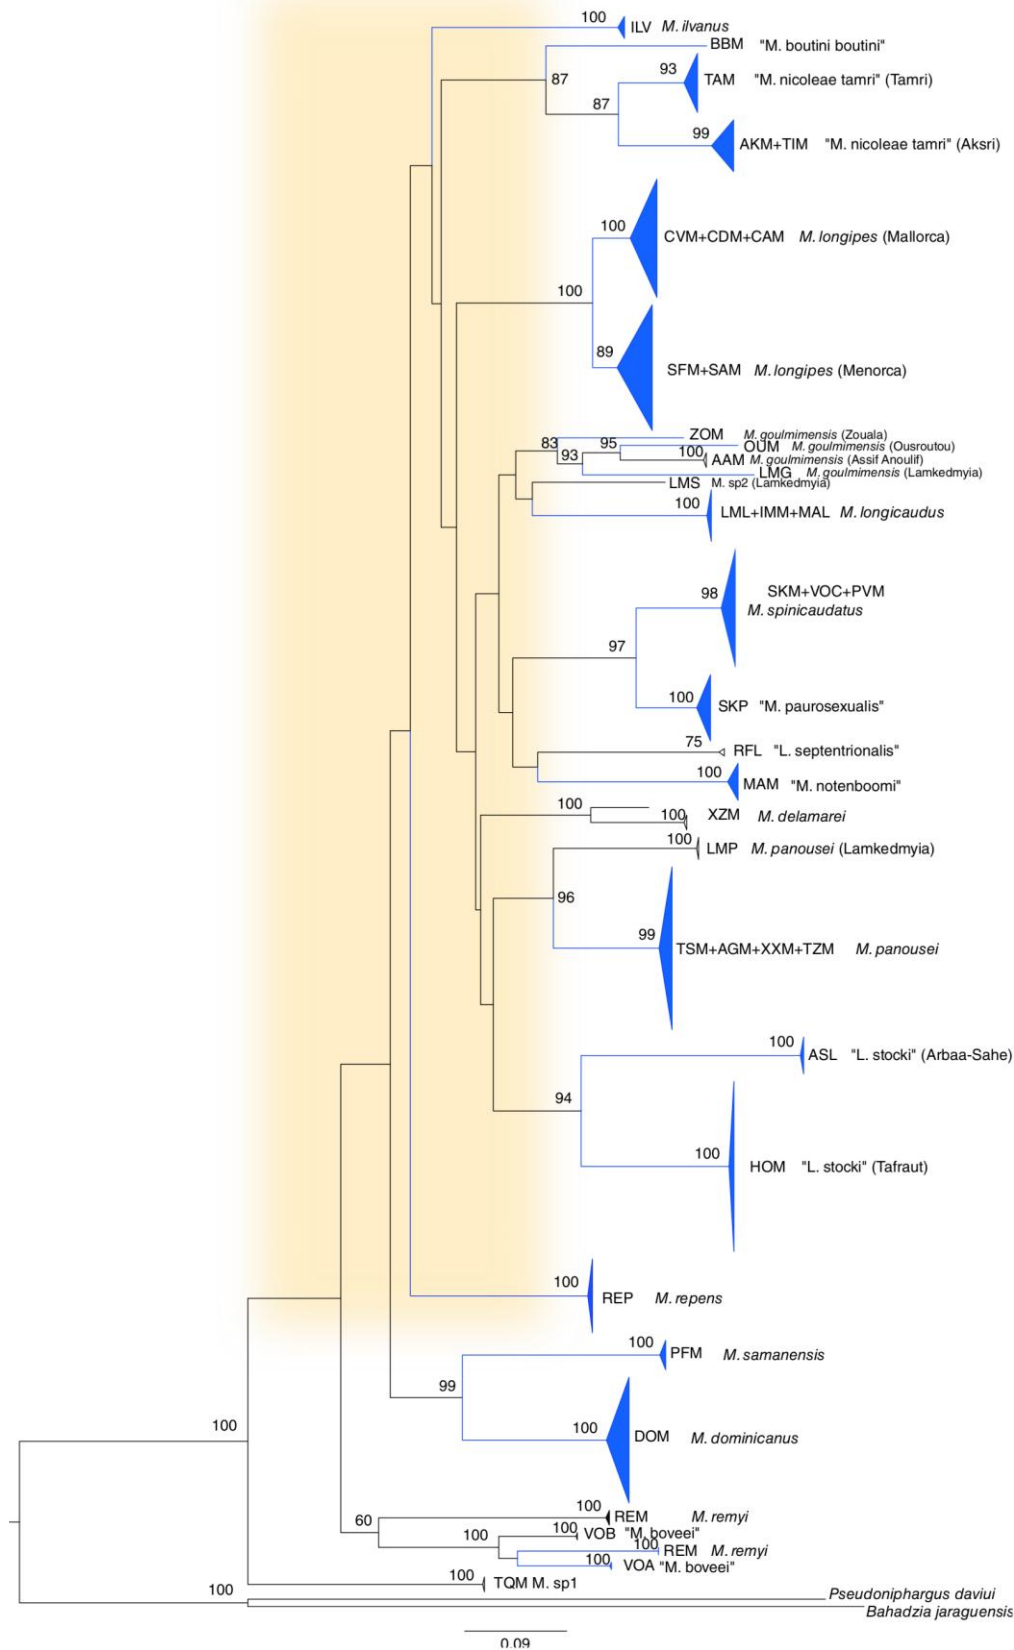 100 ILV M. ilvanus
BBM "M. boutini boutini"
93 TAM "M. nicoleae tamri" (Tamri)
87
87
99 AKM+TIM "M. nicoleae tamri" (Aksri)
100 CVM+CDM+CAM M. longipes (Mallorca)
100
89 SFM+SAM M. longipes (Menorca)
83 ZOM M. goulmimensis (Zouala)
95 OUM M. goulmimensis (Ousroutou)
93 100 AAM M. goulmimensis (Assif Anoulif)
LMG M. goulmimensis (Lamkedmyia)
LMS M. sp2 (Lamkedmyia)
100 LML+IMM+MAL M. longicaudus
98 SKM+VOC+PVM
M. spinicaudatus
97
100 SKP "M. paurosexualis"
75 RFL "L. septentrionalis"
100 MAM "M. notenboomi"
100 100 XZM M. delamarei
100 LMP M. panousei (Lamkedmyia)
96
99 TSM+AGM+XXM+TZM M. panousei
100 ASL "L. stocki" (Arbaa-Sahe)
94
100 HOM "L. stocki" (Tafraut)
100 REP M. repens
100 PFM M. samanensis
99
100 DOM M. dominicanus
100
100 REM M. remyi
60 100 100 VOB "M. boveei"
100 REM M. remyi
100 VOA "M. boveei"
100 TQM M. sp1
100 Pseudoniphargus daviui
Bahadzia jaraguensis
0.09